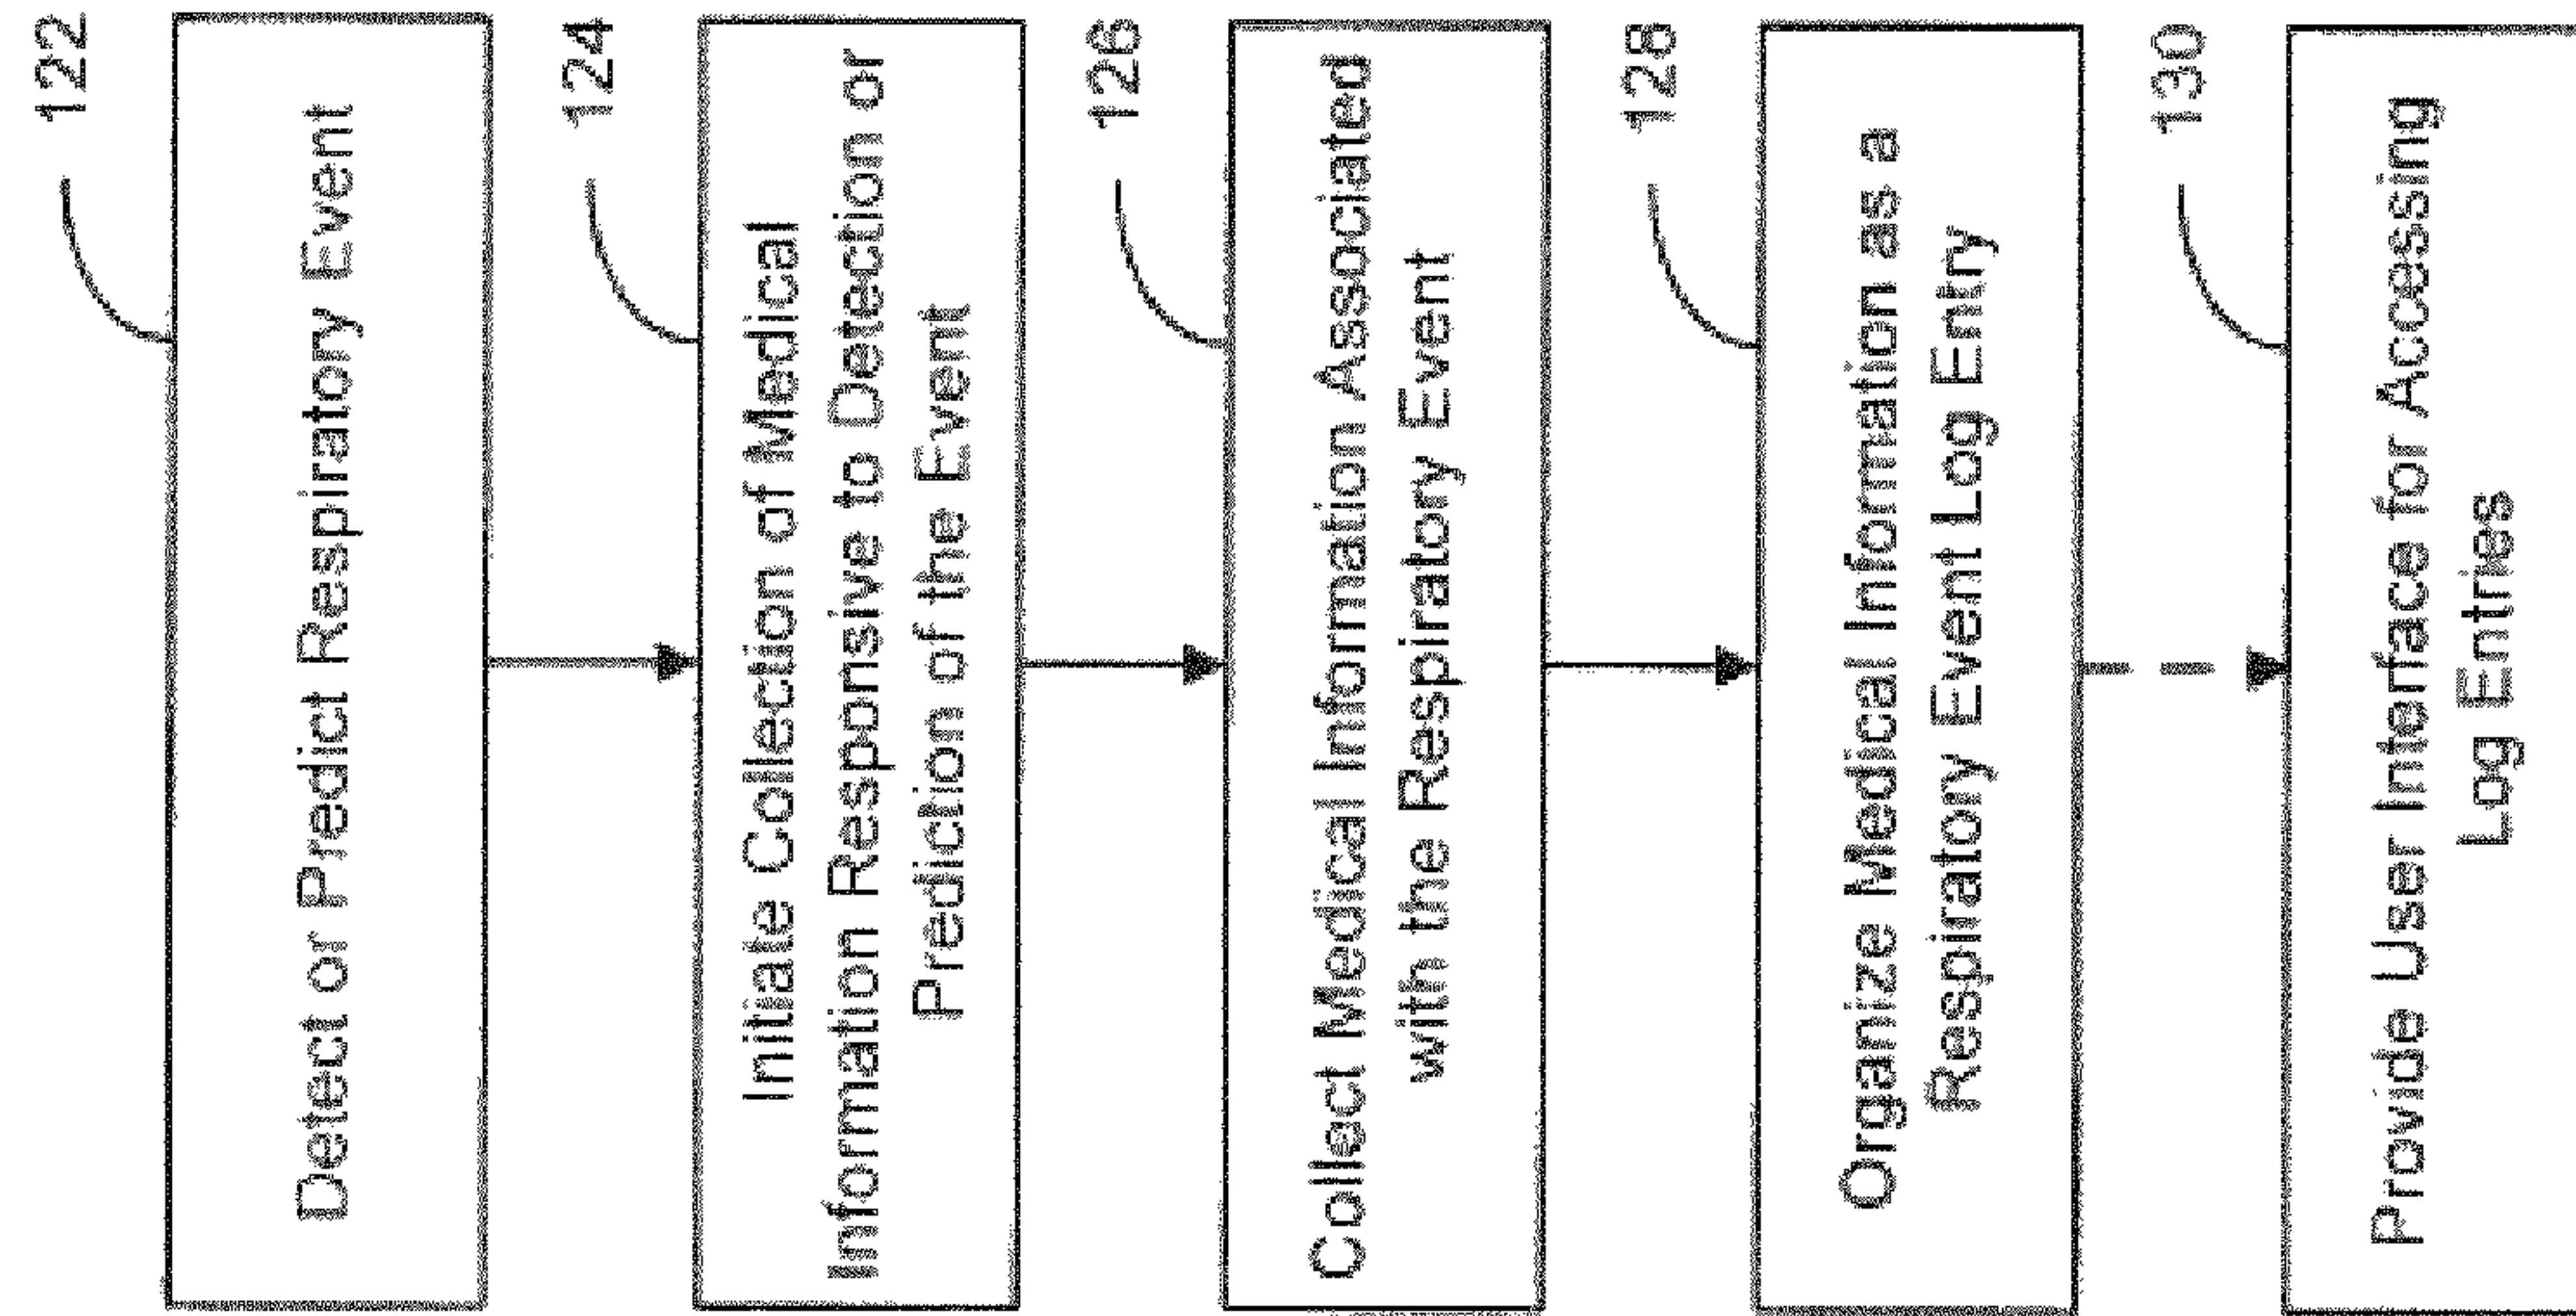 122
Detect or Predict Respiratory Event
124
Initiate Collection of Medical
Information Responsive to Detection or
Prediction of the Event
126
Collect Medical Information Associated
with the Respiratory Event
128
Organize Medical Information as a
Respiratory Event Log Entry
130
Provide User Interface for Accessing
Log Entries